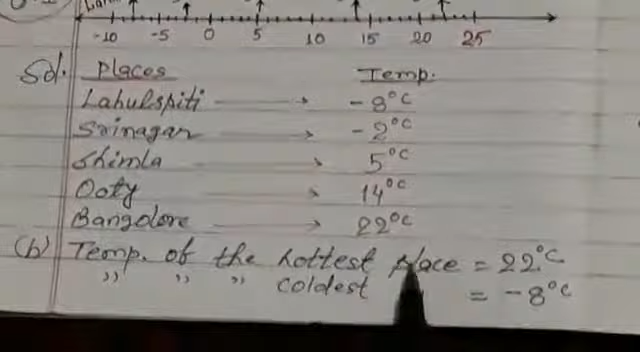 -10 -5 0 5 10 15 20 25
Sol. Places Temp.
Lahulspiti → -8°C
Srinagar → -2°C
Shimla → 5°C
Ooty → 14°C
Bangalore → 22°C
(b) Temp. of the hottest place = 22°C
,, ,, ,, coldest = -8°C